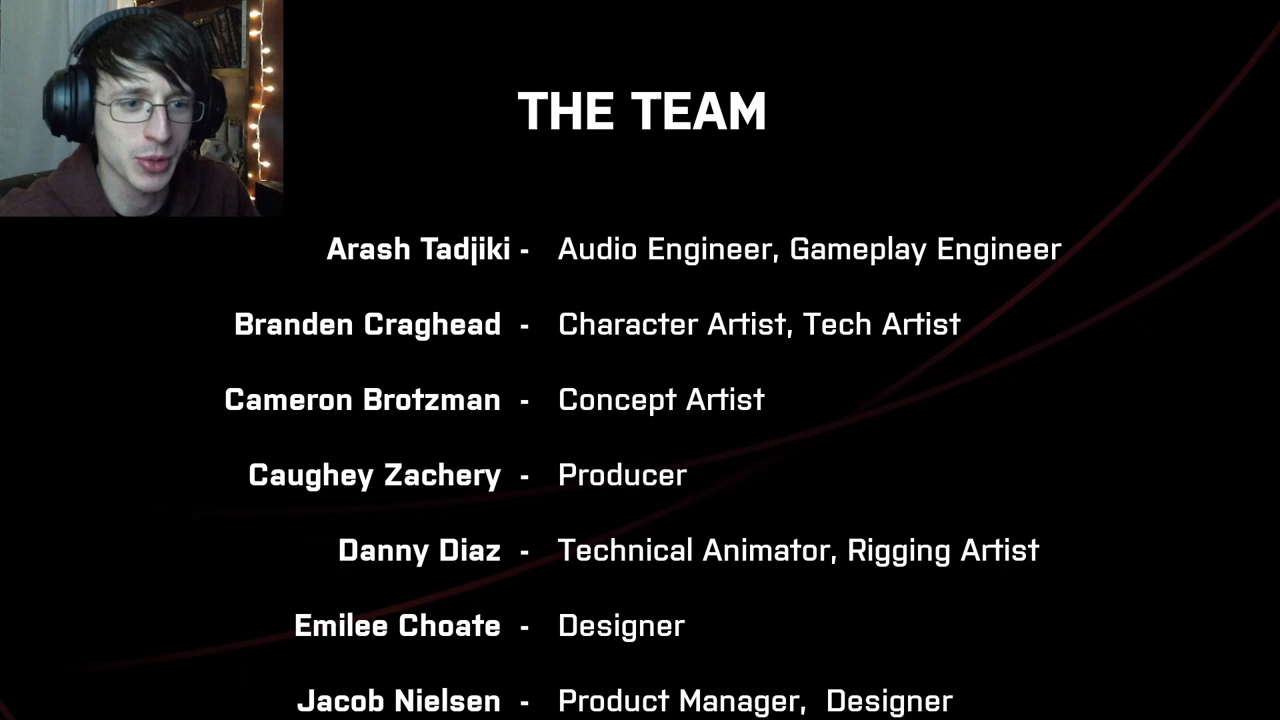 THE TEAM
Arash Tadjiki - Audio Engineer, Gameplay Engineer
Branden Craghead - Character Artist, Tech Artist
Cameron Brotzman - Concept Artist
Caughey Zachery - Producer
Danny Diaz - Technical Animator, Rigging Artist
Emilee Choate - Designer
Jacob Nielsen - Product Manager, Designer